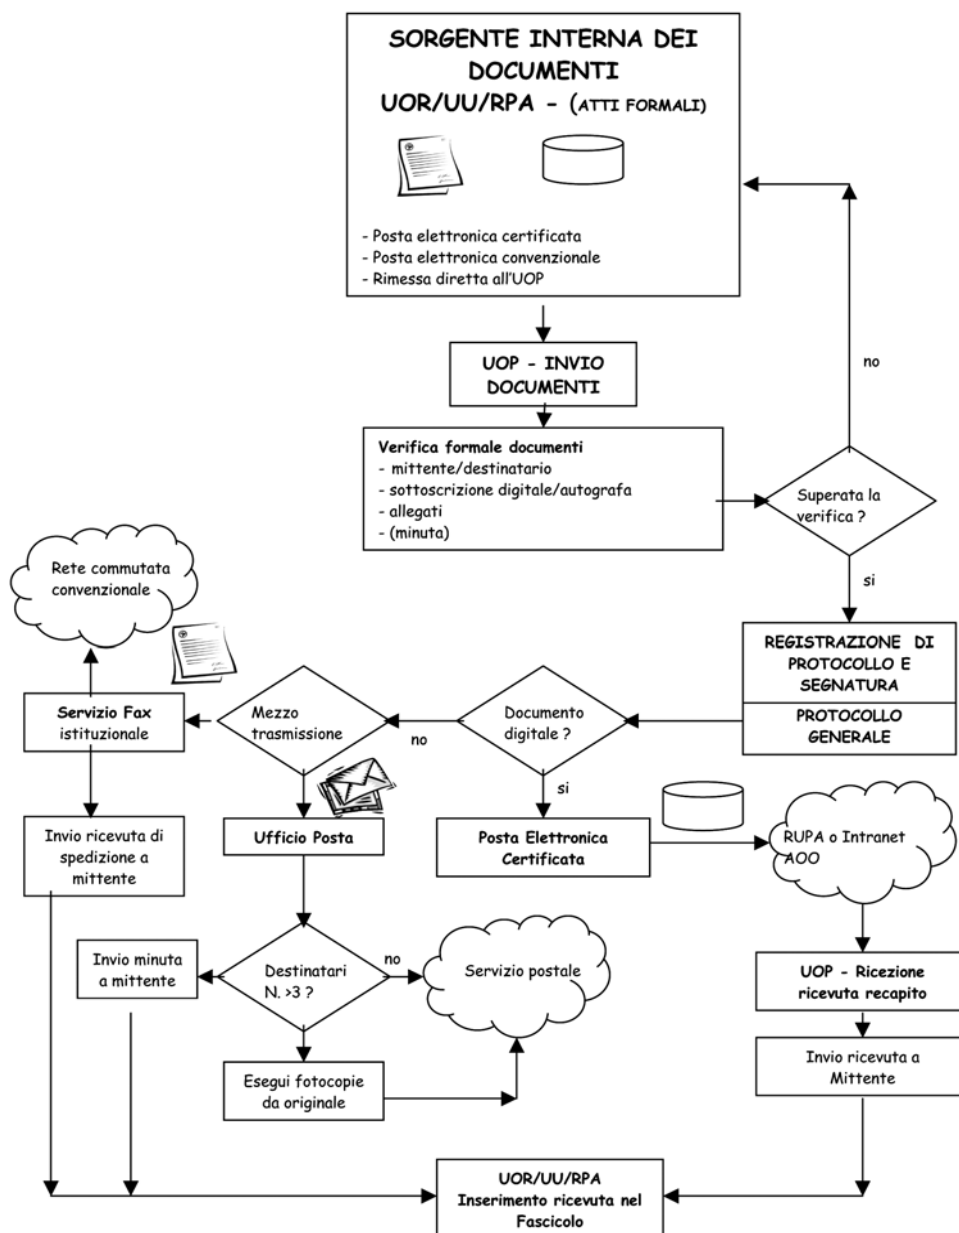 SORGENTE INTERNA DEI
DOCUMENTI
UOR/UU/RPA - (ATTI FORMALI)
- Posta elettronica certificata
- Posta elettronica convenzionale
- Rimessa diretta all'UOP
UOP - INVIO
DOCUMENTI
no
Verifica formale documenti
- mittente/destinatario
- sottoscrizione digitale/autografa
- allegati
- (minuta)
Superata la
verifica ?
si
Rete commutata
convenzionale
REGISTRAZIONE DI
PROTOCOLLO E
SEGNATURA
PROTOCOLLO
GENERALE
Documento
digitale ?
no
Mezzo
trasmissione
Servizio Fax
istituzionale
si
Invio ricevuta di
spedizione a
mittente
Ufficio Posta
Posta Elettronica
Certificata
RUPA o Intranet
AOO
Invio minuta
a mittente
Destinatari
N. >3 ?
no
Servizio postale
UOP - Ricezione
ricevuta recapito
Esegui fotocopie
da originale
Invio ricevuta a
Mittente
UOR/UU/RPA
Inserimento ricevuta nel
Fascicolo